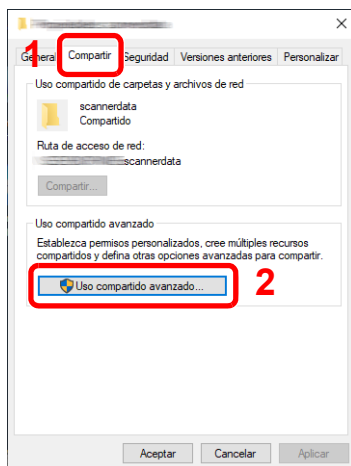 1
General Compartir Seguridad Versiones anteriores Personalizar
Uso compartido de carpetas y archivos de red
scannerdata
Compartido
Ruta de acceso de red:
scannerdata
Compartir...
Uso compartido avanzado
Establezca permisos personalizados, cree múltiples recursos
compartidos y defina otras opciones avanzadas para compartir.
Uso compartido avanzado...
2
Aceptar Cancelar Aplicar